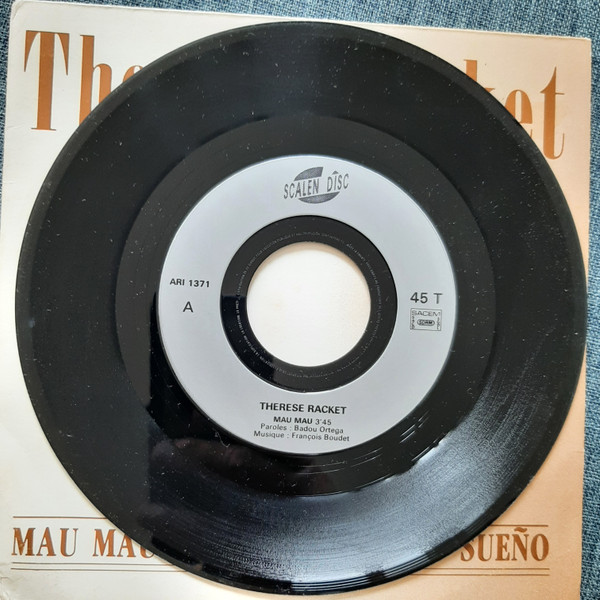 The
ket
SCALEN DISC
ARI 1371
45 T
A
SACEM
THERESE RACKET
MAU MAU 3'45
Paroles : Badou Ortega
Musique : François Boudet
MAU MAU
SUEÑO